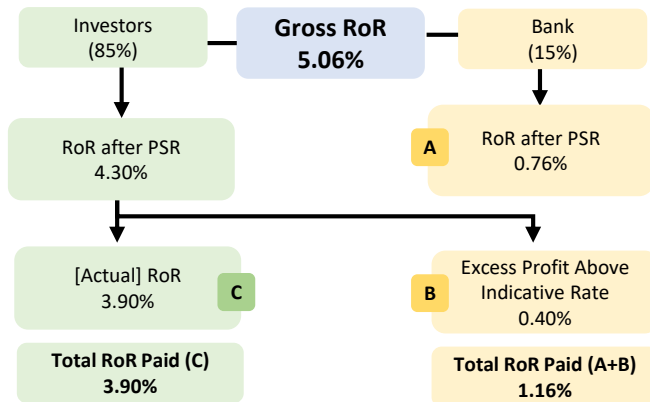 Investors
(85%)
Gross RoR
5.06%
Bank
(15%)
RoR after PSR
4.30%
A
RoR after PSR
0.76%
[Actual] RoR
3.90%
C
B
Excess Profit Above
Indicative Rate
0.40%
Total RoR Paid (C)
3.90%
Total RoR Paid (A+B)
1.16%